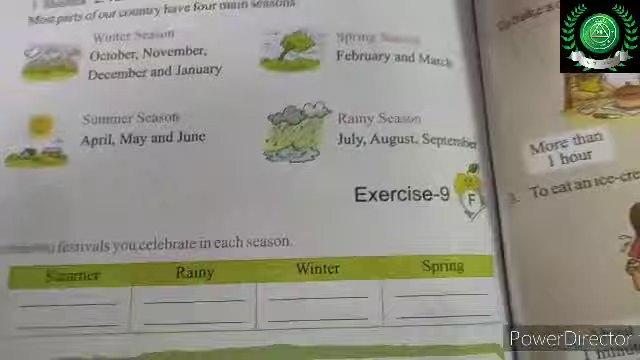 Most parts of our country have four main seasons
Winter Season
October, November,
December and January
Spring Season
February and March
Summer Season
April, May and June
Rainy Season
July, August, September
Exercise-9
F
festivals you celebrate in each season.
Summer
Rainy
Winter
Spring
More than
1 hour
To eat an ice-cre
1 minute
PowerDirector